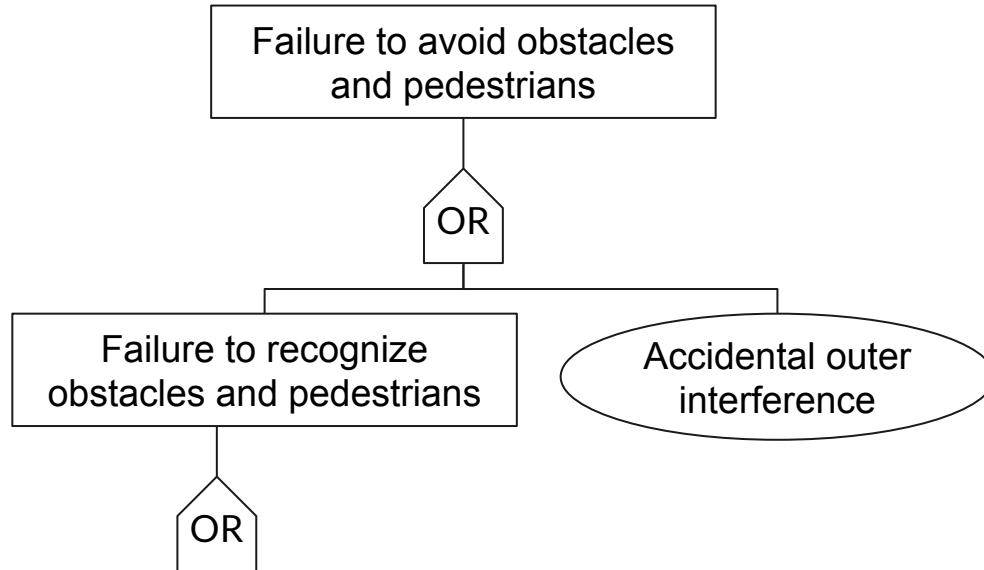 Failure to avoid obstacles
and pedestrians
OR
Failure to recognize
obstacles and pedestrians
Accidental outer
interference
OR